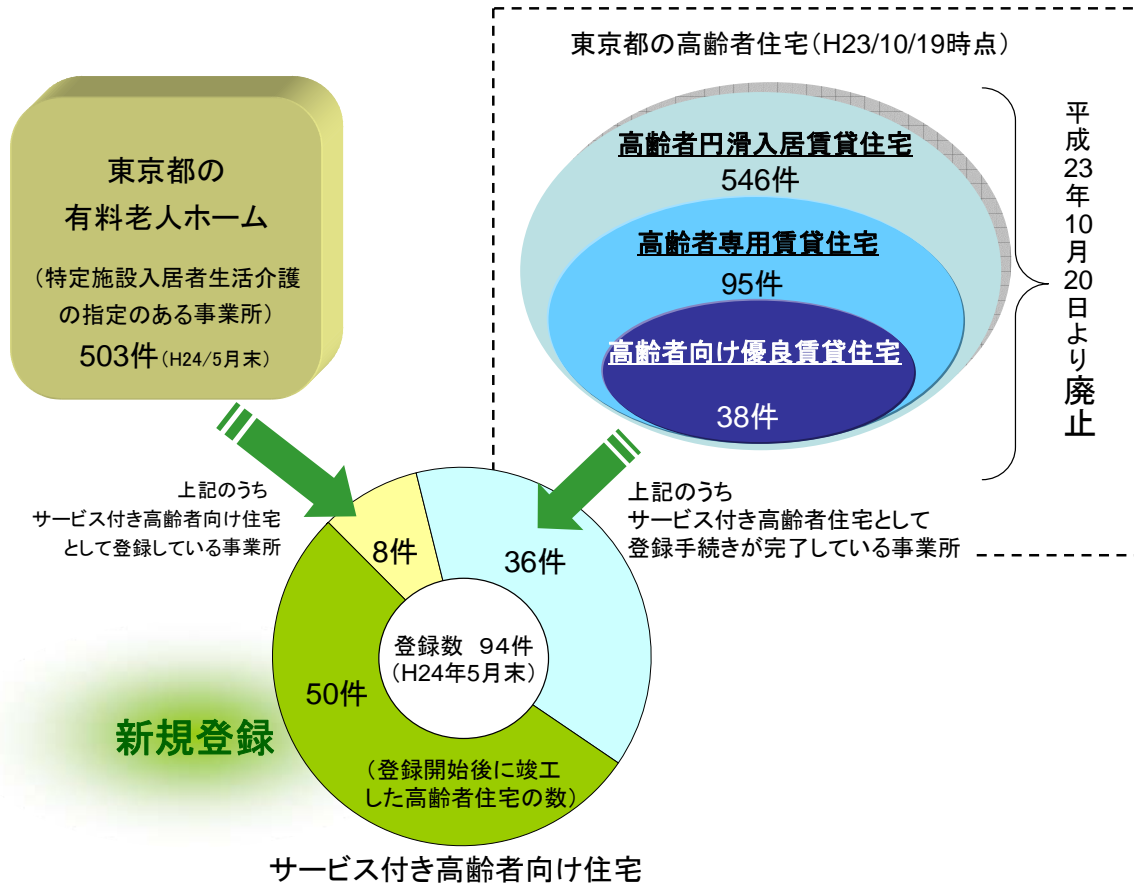 東京都の高齢者住宅（H23/10/19時点）
東京都の
有料老人ホーム
（特定施設入居者生活介護
の指定のある事業所）
503件（H24/5月末）
高齢者円滑入居賃貸住宅
546件
高齢者専用賃貸住宅
95件
高齢者向け優良賃貸住宅
38件
平成23年10月20日より廃止
上記のうち
サービス付き高齢者向け住宅
として登録している事業所
上記のうち
サービス付き高齢者住宅として
登録手続きが完了している事業所
8件
36件
登録数 94件
（H24年5月末）
50件
新規登録
（登録開始後に竣工
した高齢者住宅の数）
サービス付き高齢者向け住宅